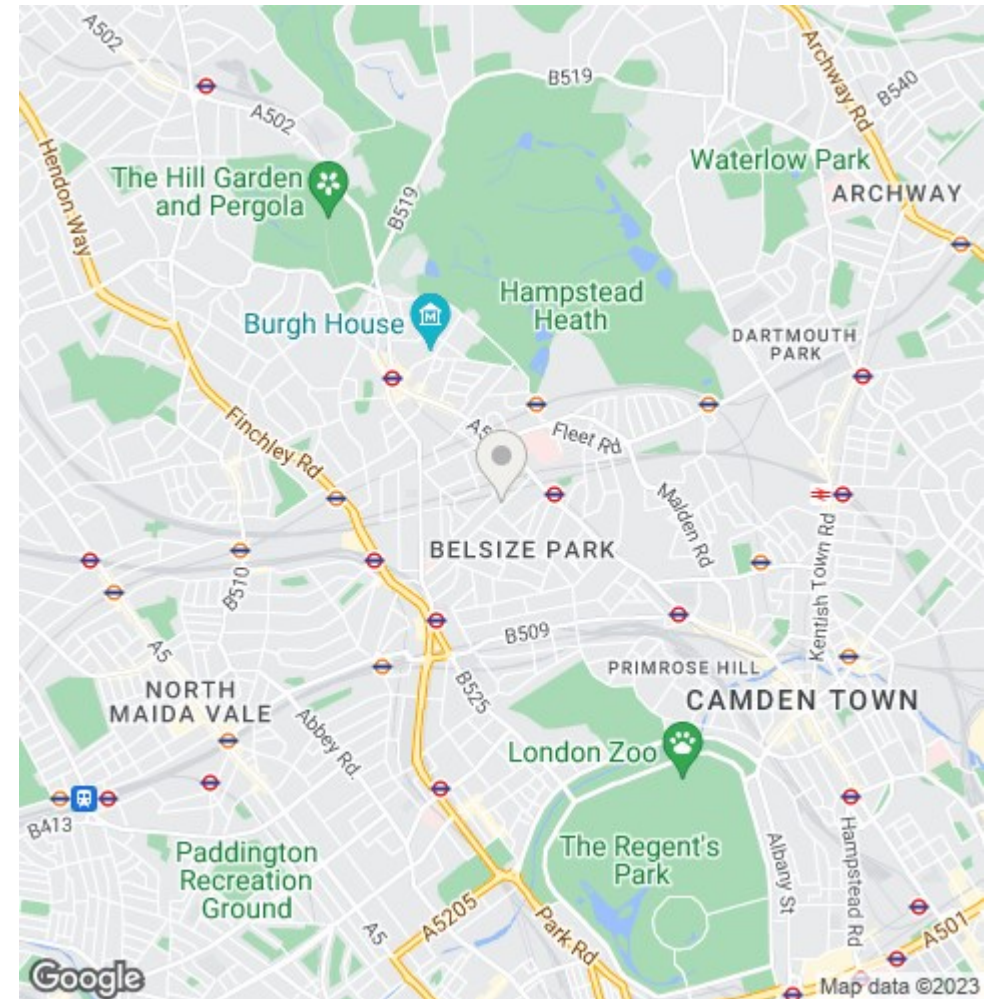 A502
A502
B519
Archway Rd
B540
Hendon Way
The Hill Garden
and Pergola
B519
Waterlow Park
ARCHWAY
Hampstead
Heath
Burgh House
M
DARTMOUTH
PARK
Fleet Rd
Finchley Rd
Malden Rd
BELSIZE PARK
Kentish Town Rd
B510
B509
A5
PRIMROSE HILL
NORTH
MAIDA VALE
B525
CAMDEN TOWN
Abbey Rd.
London Zoo
B413
Paddington
Recreation
Ground
The Regent's
Park
Albany St
Hampstead Rd
A5
A5205
Park Rd
A501
Google
Map data ©2023